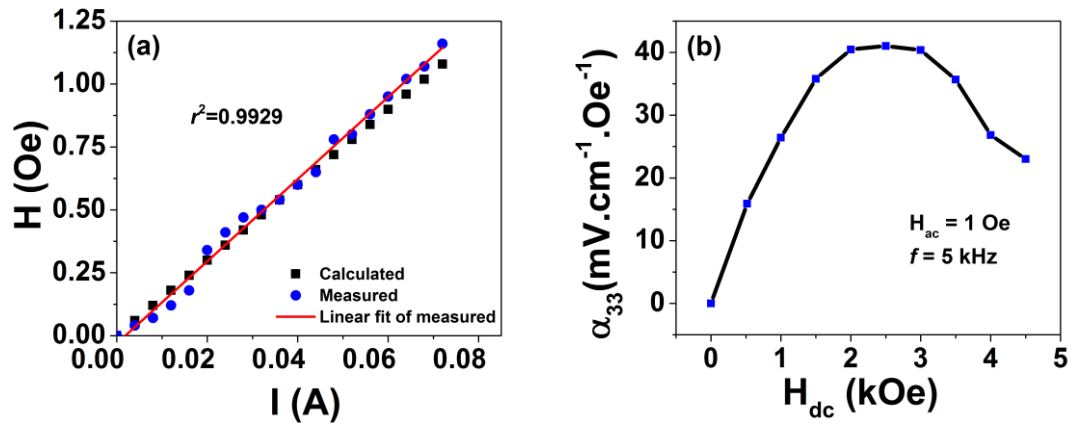 (a)
r²=0.9929
H (Oe)
1.25
1.00
0.75
0.50
0.25
0.00
Calculated
Measured
Linear fit of measured
0.00 0.02 0.04 0.06 0.08
I (A)
(b)
α₃₃(mV.cm⁻¹.Oe⁻¹)
40
30
20
10
0
H_ac = 1 Oe
f = 5 kHz
0 1 2 3 4 5
H_dc (kOe)